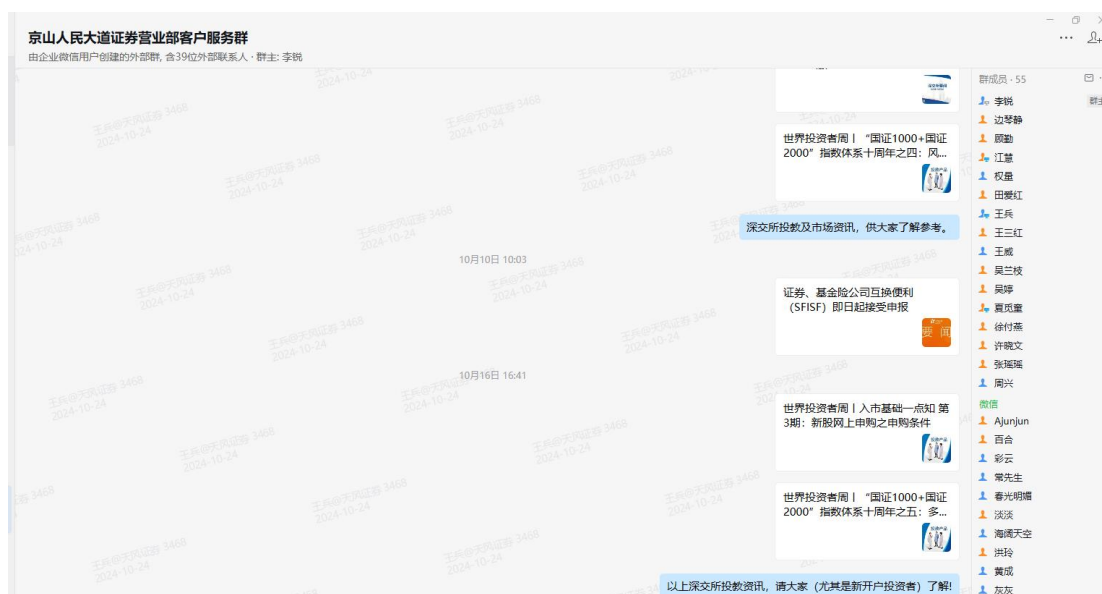 京山人民大道证券营业部客户服务群
由企业微信用户创建的外部群, 含39位外部联系人 · 群主: 李锐
世界投资者周丨 “国证1000+国证
2000”指数体系十周年之四：风...
深交所投教及市场资讯，供大家了解参考。
10月10日 10:03
证券、基金险公司互换便利
（SFISF）即日起接受申报
要 闻
10月16日 16:41
世界投资者周丨入市基础一点知 第
3期：新股网上申购之申购条件
世界投资者周丨 “国证1000+国证
2000”指数体系十周年之五：多...
以上深交所投教资讯，请大家（尤其是新开户投资者）了解!
群成员 · 55
李锐
群主
边琴静
顾勤
江慧
权量
田爱红
王兵
王三红
王威
吴兰枝
吴婷
夏觅童
徐付燕
许晓文
张瑶瑶
周兴
微信
Ajunjun
百合
彩云
常先生
春光明媚
淡淡
海阔天空
洪玲
黄成
灰灰
王兵@天风证券 3468
2024-10-24